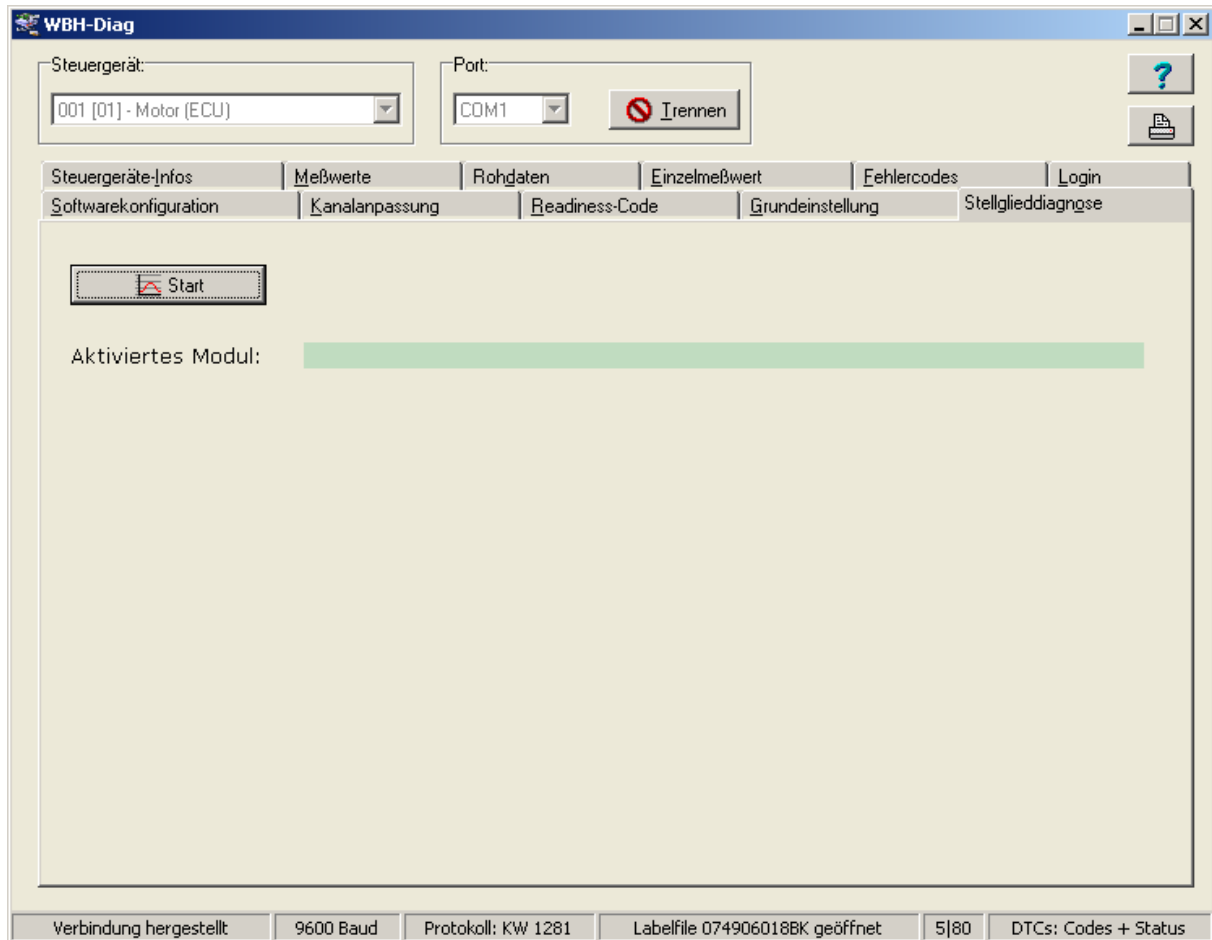 WBH-Diag
Steuergerät: Port:
001 [01] - Motor (ECU) COM1 Trennen
?
Steuergeräte-Infos Meßwerte Rohdaten Einzelmeßwert Fehlercodes Login
Softwarekonfiguration Kanalanpassung Readiness-Code Grundeinstellung Stellglieddiagnose
Start
Aktiviertes Modul:
Verbindung hergestellt 9600 Baud Protokoll: KW 1281 Labelfile 074906018BK geöffnet 5|80 DTCs: Codes + Status